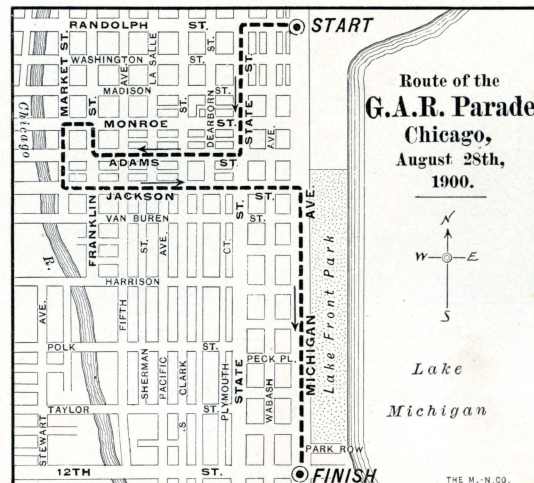 RANDOLPH ST.
START
WASHINGTON ST.
MARKET ST.
AVE.
LA SALLE
ST.
MADISON ST.
ST.
ST.
DEARBORN
STATE ST.
MONROE ST.
AVE.
ADAMS ST.
Chicago
R.
JACKSON ST.
VAN BUREN ST.
FRANKLIN
ST.
AVE.
CT.
ST.
AVE.
HARRISON
AVE.
FIFTH
POLK ST.
PECK PL.
SHERMAN
PACIFIC
CLARK
PLYMOUTH
STATE
WABASH
MICHIGAN
Lake Front Park
TAYLOR ST.
STEWART
S.
PARK ROW
12TH ST.
FINISH
Route of the
G.A.R. Parade
Chicago,
August 28th,
1900.
N
W E
S
Lake
Michigan
THE M.-N. CO.